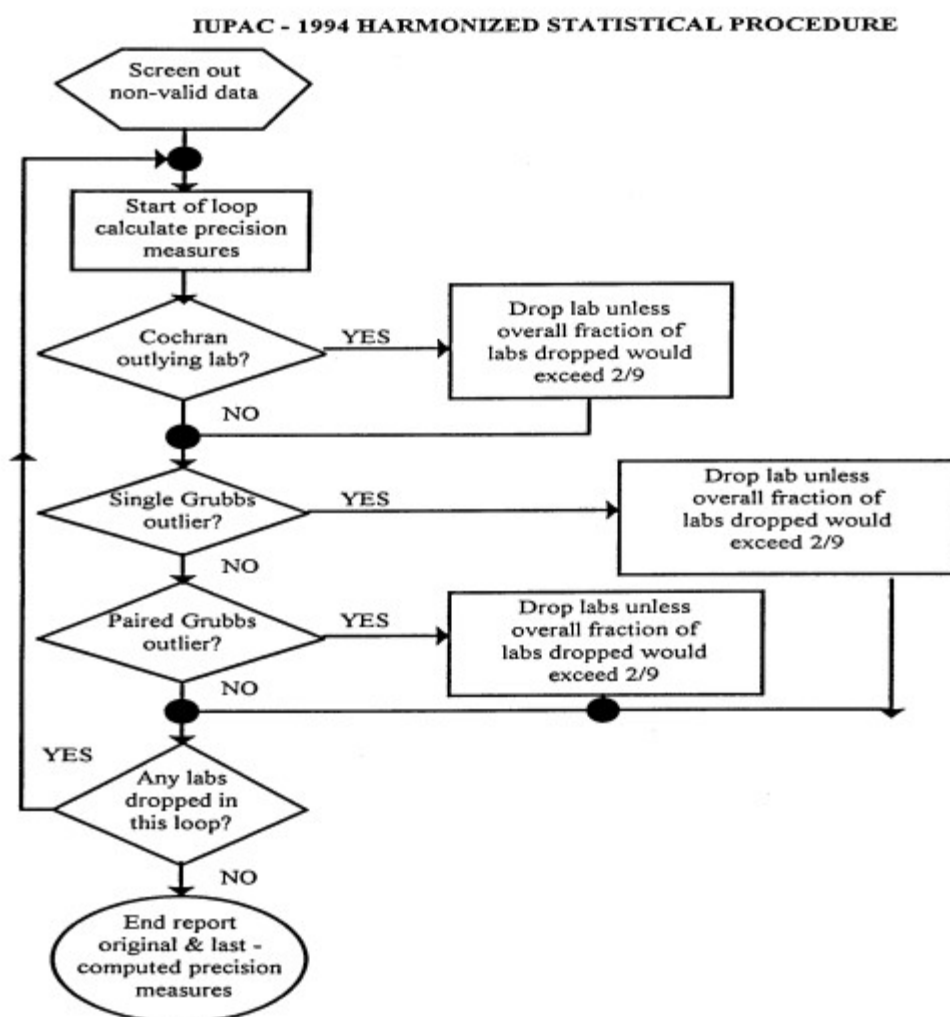 IUPAC - 1994 HARMONIZED STATISTICAL PROCEDURE
Screen out
non-valid data
Start of loop
calculate precision
measures
Cochran
outlying lab?
YES
Drop lab unless
overall fraction of
labs dropped would
exceed 2/9
NO
Single Grubbs
outlier?
YES
Drop lab unless
overall fraction of
labs dropped would
exceed 2/9
NO
Paired Grubbs
outlier?
YES
Drop labs unless
overall fraction of
labs dropped would
exceed 2/9
NO
YES
Any labs
dropped in
this loop?
NO
End report
original & last -
computed precision
measures